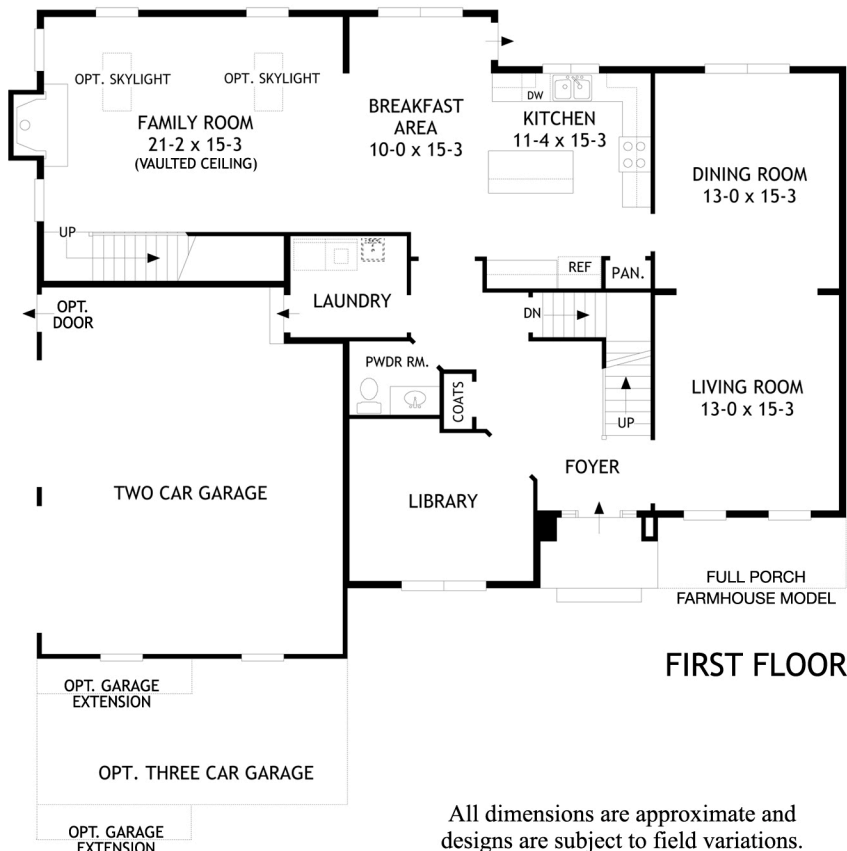 OPT. SKYLIGHT
OPT. SKYLIGHT
FAMILY ROOM
21-2 x 15-3
(VAULTED CEILING)
BREAKFAST
AREA
10-0 x 15-3
DW
KITCHEN
11-4 x 15-3
DINING ROOM
13-0 x 15-3
UP
REF
PAN.
LAUNDRY
OPT.
DOOR
DN
PWDR RM.
COATS
LIVING ROOM
13-0 x 15-3
UP
FOYER
TWO CAR GARAGE
LIBRARY
FULL PORCH
FARMHOUSE MODEL
FIRST FLOOR
OPT. GARAGE
EXTENSION
OPT. THREE CAR GARAGE
OPT. GARAGE
EXTENSION
All dimensions are approximate and
designs are subject to field variations.